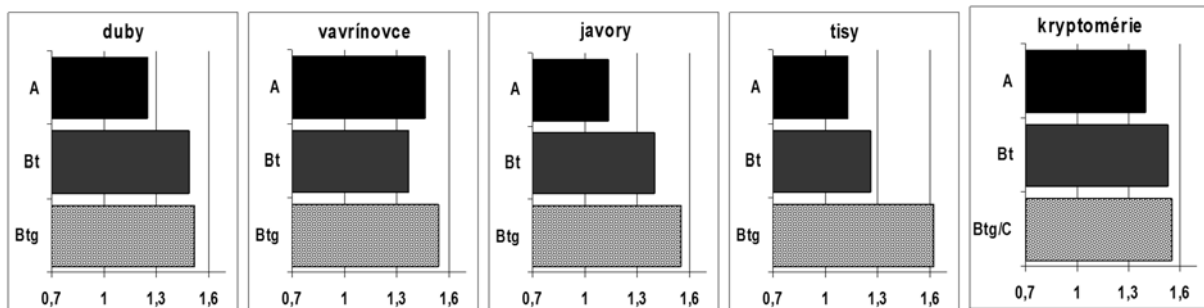 duby
A
Bt
Btg
0,7 1 1,3 1,6
vavrínovce
A
Bt
Btg
0,7 1 1,3 1,6
javory
A
Bt
Btg
0,7 1 1,3 1,6
tisy
A
Bt
Btg
0,7 1 1,3 1,6
kryptomérie
A
Bt
Btg/C
0,7 1 1,3 1,6